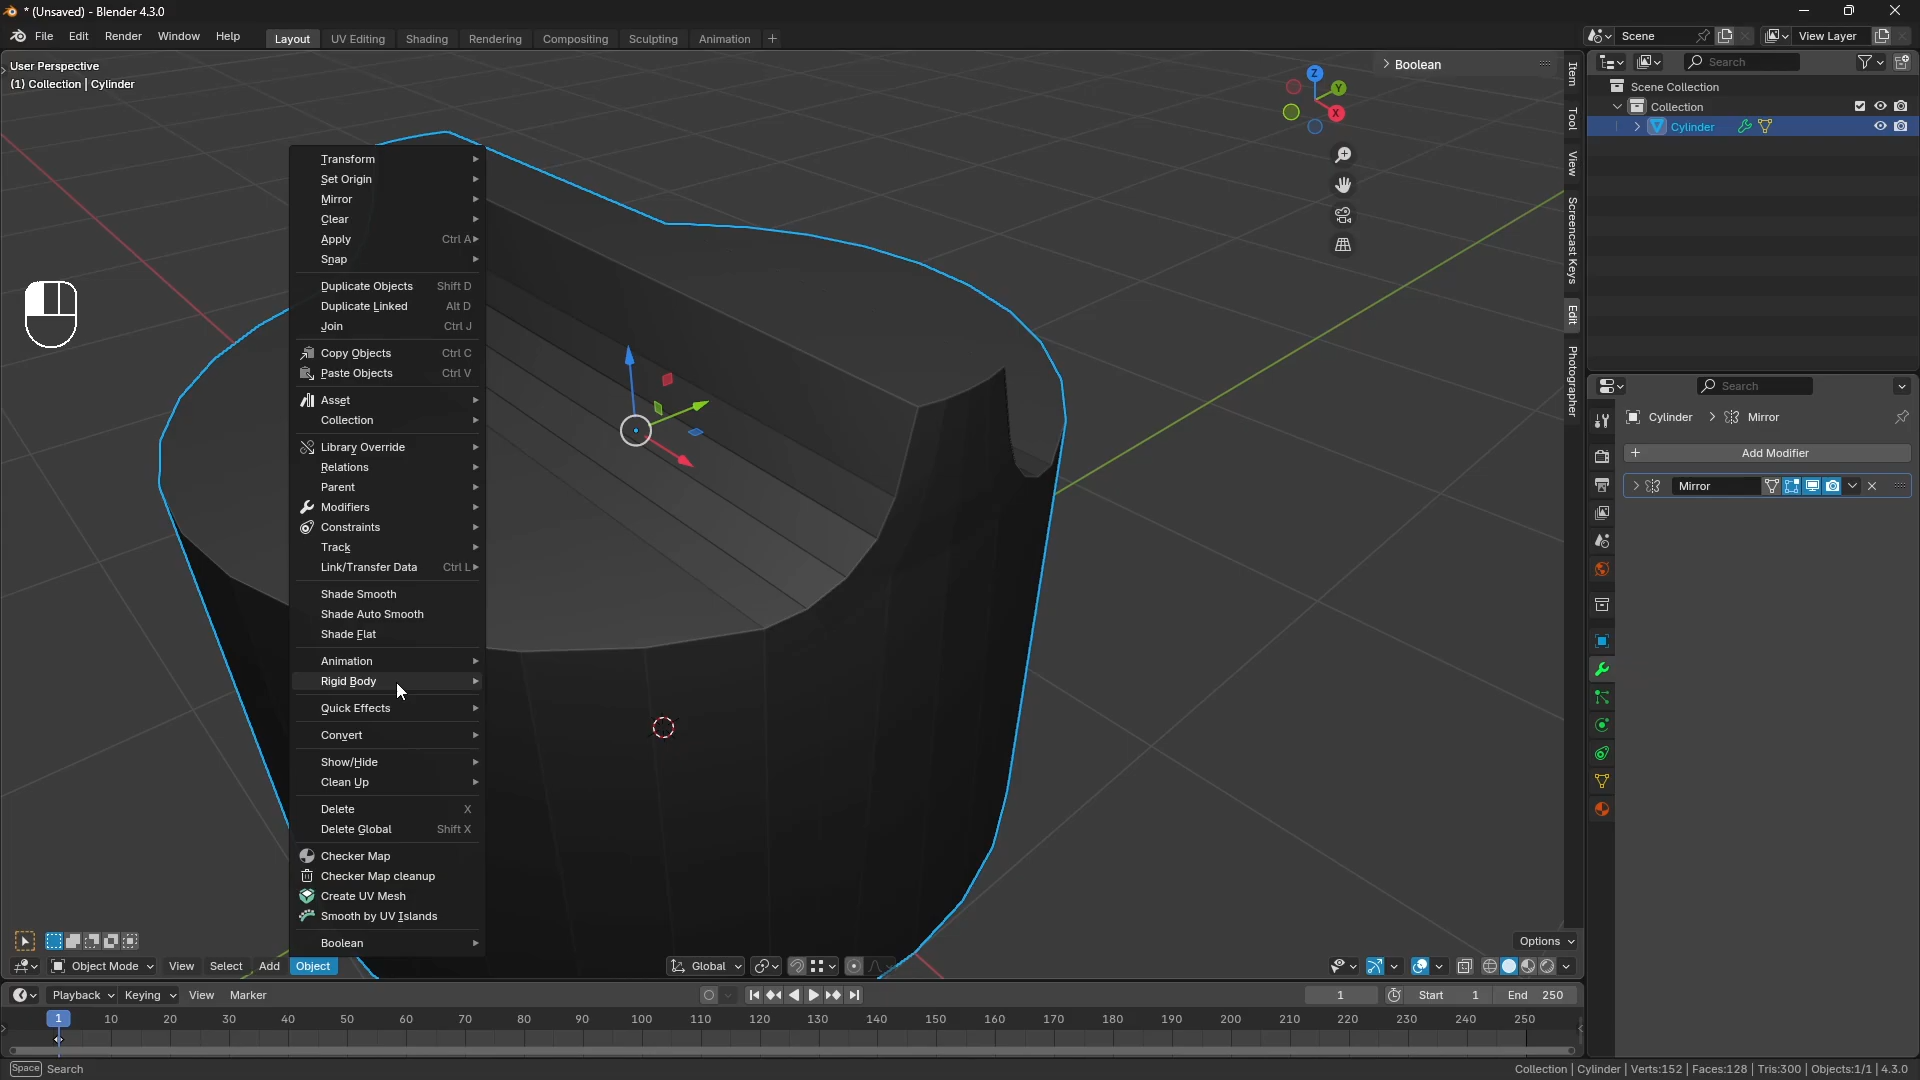 * (Unsaved) - Blender 4.3.0
File Edit Render Window Help Layout UV Editing Shading Rendering Compositing Sculpting Animation + Scene View Layer
User Perspective
(1) Collection | Cylinder
Boolean
Z
Y
X
Item
Tool
View
Screencast Keys
Edit
Photographer
Transform
Set Origin
Mirror
Clear
Apply Ctrl A
Snap
Duplicate Objects Shift D
Duplicate Linked Alt D
Join Ctrl J
Copy Objects Ctrl C
Paste Objects Ctrl V
Asset
Collection
Library Override
Relations
Parent
Modifiers
Constraints
Track
Link/Transfer Data Ctrl L
Shade Smooth
Shade Auto Smooth
Shade Flat
Animation
Rigid Body
Quick Effects
Convert
Show/Hide
Clean Up
Delete X
Delete Global Shift X
Checker Map
Checker Map cleanup
Create UV Mesh
Smooth by UV Islands
Boolean
Search
Scene Collection
Collection
Cylinder
Search
Cylinder > Mirror
+ Add Modifier
Mirror
Options
Object Mode View Select Add Object Global
Playback Keying View Marker 1 Start 1 End 250
1 10 20 30 40 50 60 70 80 90 100 110 120 130 140 150 160 170 180 190 200 210 220 230 240 250
Space Search
Collection | Cylinder | Verts:152 | Faces:128 | Tris:300 | Objects:1/1 | 4.3.0